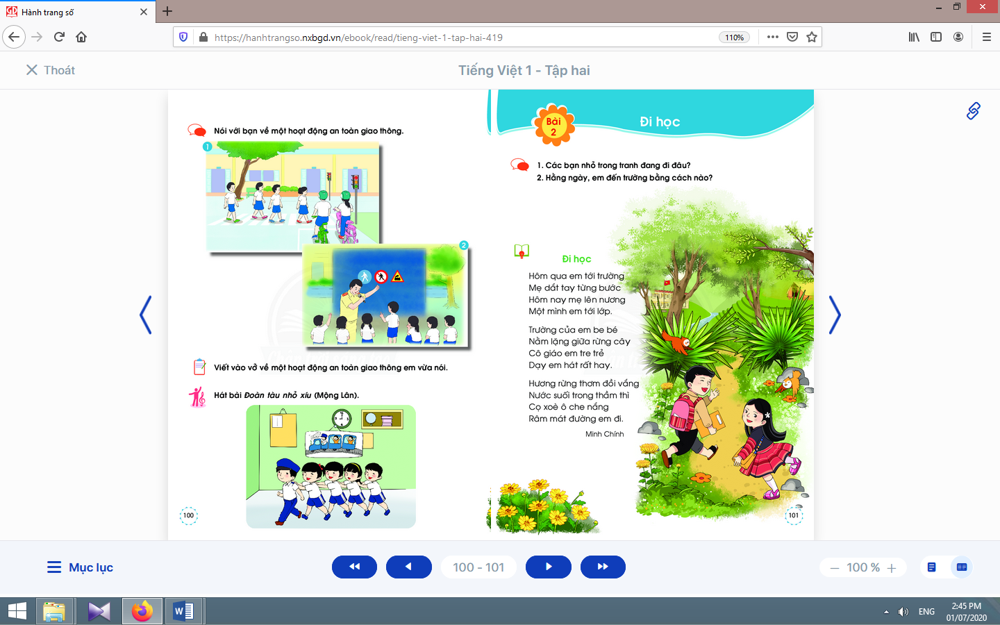 Hành trang số
https://hanhtrangso.nxbgd.vn/ebook/read/tieng-viet-1-tap-hai-419
110%
Thoát
Tiếng Việt 1 - Tập hai
Nói với bạn về một hoạt động an toàn giao thông.
1
2
Viết vào vở về một hoạt động an toàn giao thông em vừa nói.
Hát bài Đoàn tàu nhỏ xíu (Mộng Lân).
100
Bài
2
Đi học
1. Các bạn nhỏ trong tranh đang đi đâu?
2. Hằng ngày, em đến trường bằng cách nào?
Đi học
Hôm qua em tới trường
Mẹ dắt tay từng bước
Hôm nay mẹ lên nương
Một mình em tới lớp.
Trường của em be bé
Nằm lặng giữa rừng cây
Cô giáo em tre trẻ
Dạy em hát rất hay.
Hương rừng thơm đồi vắng
Nước suối trong thầm thì
Cọ xoè ô che nắng
Râm mát đường em đi.
Minh Chính
101
Mục lục
100 - 101
100 %
ENG
2:45 PM
01/07/2020